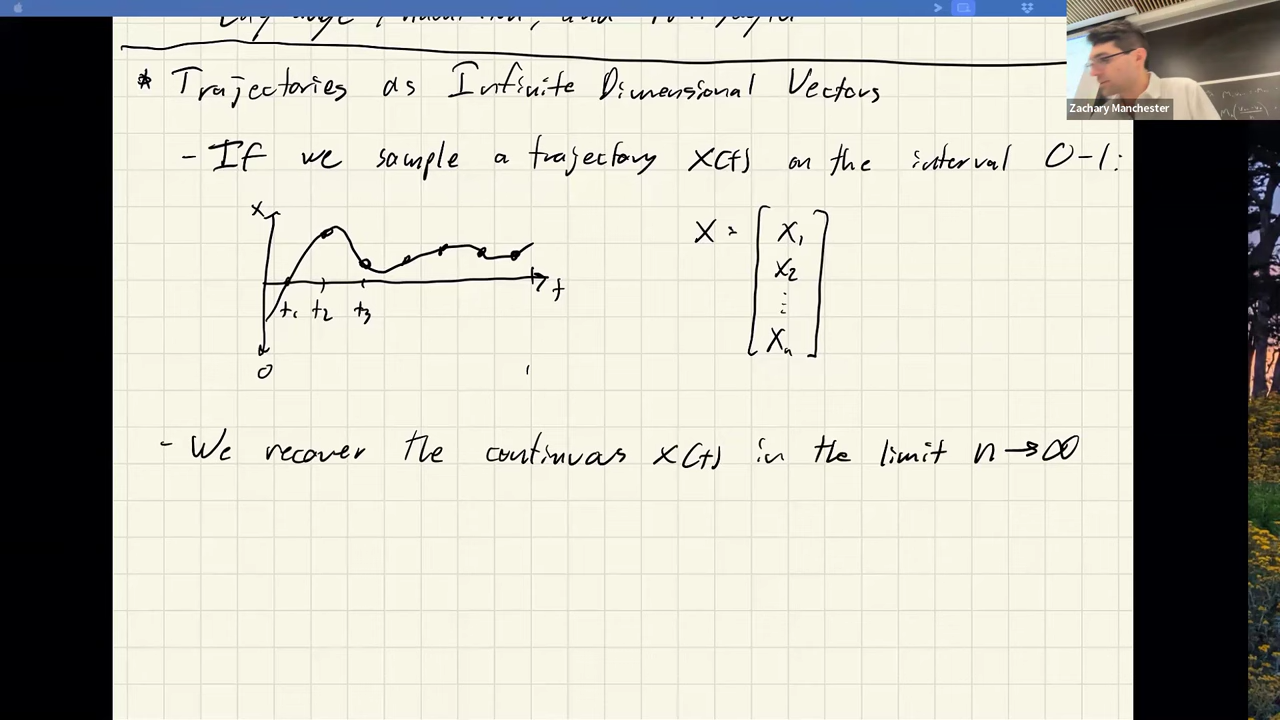 * Trajectories as Infinite Dimensional Vectors
Zachary Manchester
- If we sample a trajectory x(t) on the interval 0-1:
x
t
t1 t2 t3
0 1
X = [ x1
x2
⋮
xn ]
- We recover the continuous x(t) in the limit n → ∞